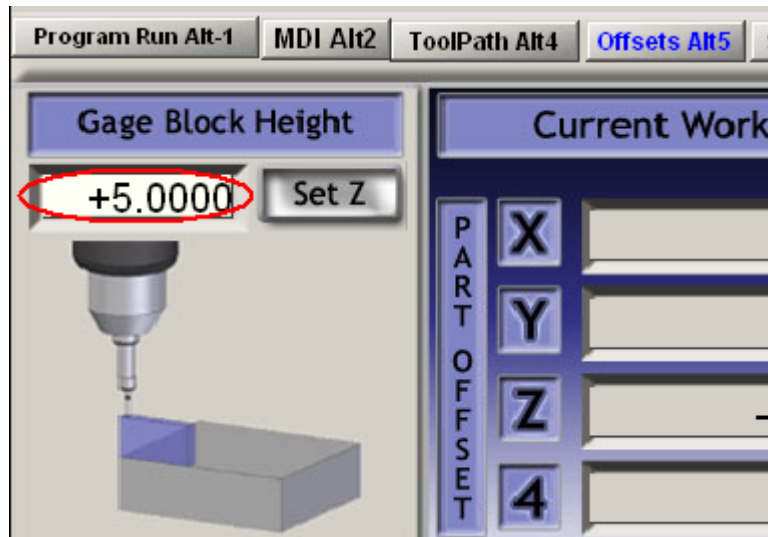 Program Run Alt-1
MDI Alt2
ToolPath Alt4
Offsets Alt5
Gage Block Height
Current Work
+5.0000
Set Z
PART OFFSET
X
Y
Z
4
-